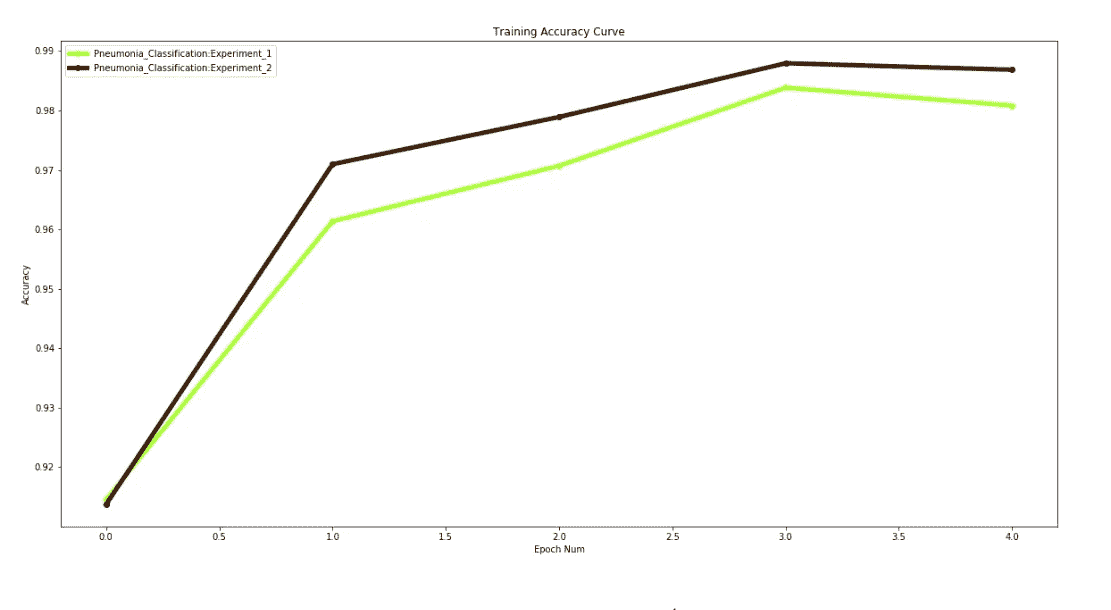 Training Accuracy Curve
Pneumonia_Classification:Experiment_1
Pneumonia_Classification:Experiment_2
0.99
0.98
0.97
0.96
0.95
0.94
0.93
0.92
Accuracy
0.0 0.5 1.0 1.5 2.0 2.5 3.0 3.5 4.0
Epoch Num